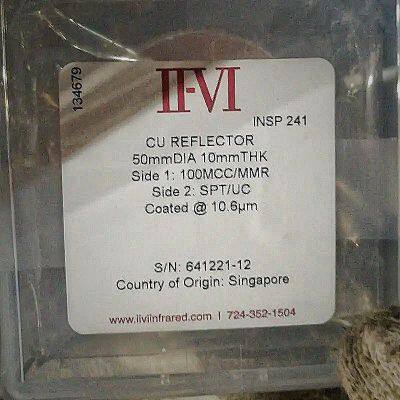 134679
II-VI
INSP 241
CU REFLECTOR
50mmDIA 10mmTHK
Side 1: 100MCC/MMR
Side 2: SPT/UC
Coated @ 10.6µm
S/N: 641221-12
Country of Origin: Singapore
www.iiviinfrared.com | 724-352-1504